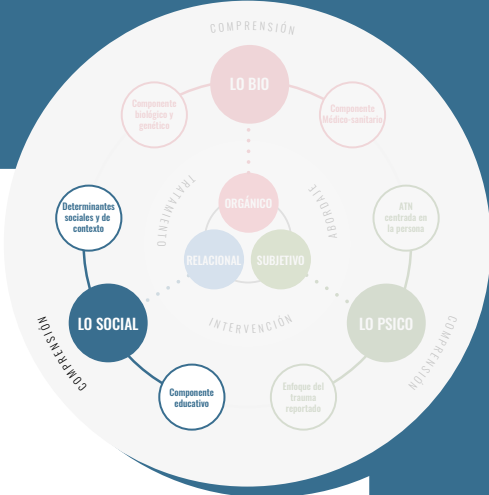 COMPRENSIÓN
LO BIO
Componente
biológico y
genético
Componente
Médico-sanitario
TRATAMIENTO
ABORDAJE
ORGÁNICO
Determinantes
sociales y de
contexto
ATN
centrada en
la persona
RELACIONAL
SUBJETIVO
LO SOCIAL
LO PSICO
INTERVENCIÓN
COMPRENSIÓN
COMPRENSIÓN
Componente
educativo
Enfoque del
trauma
reportado